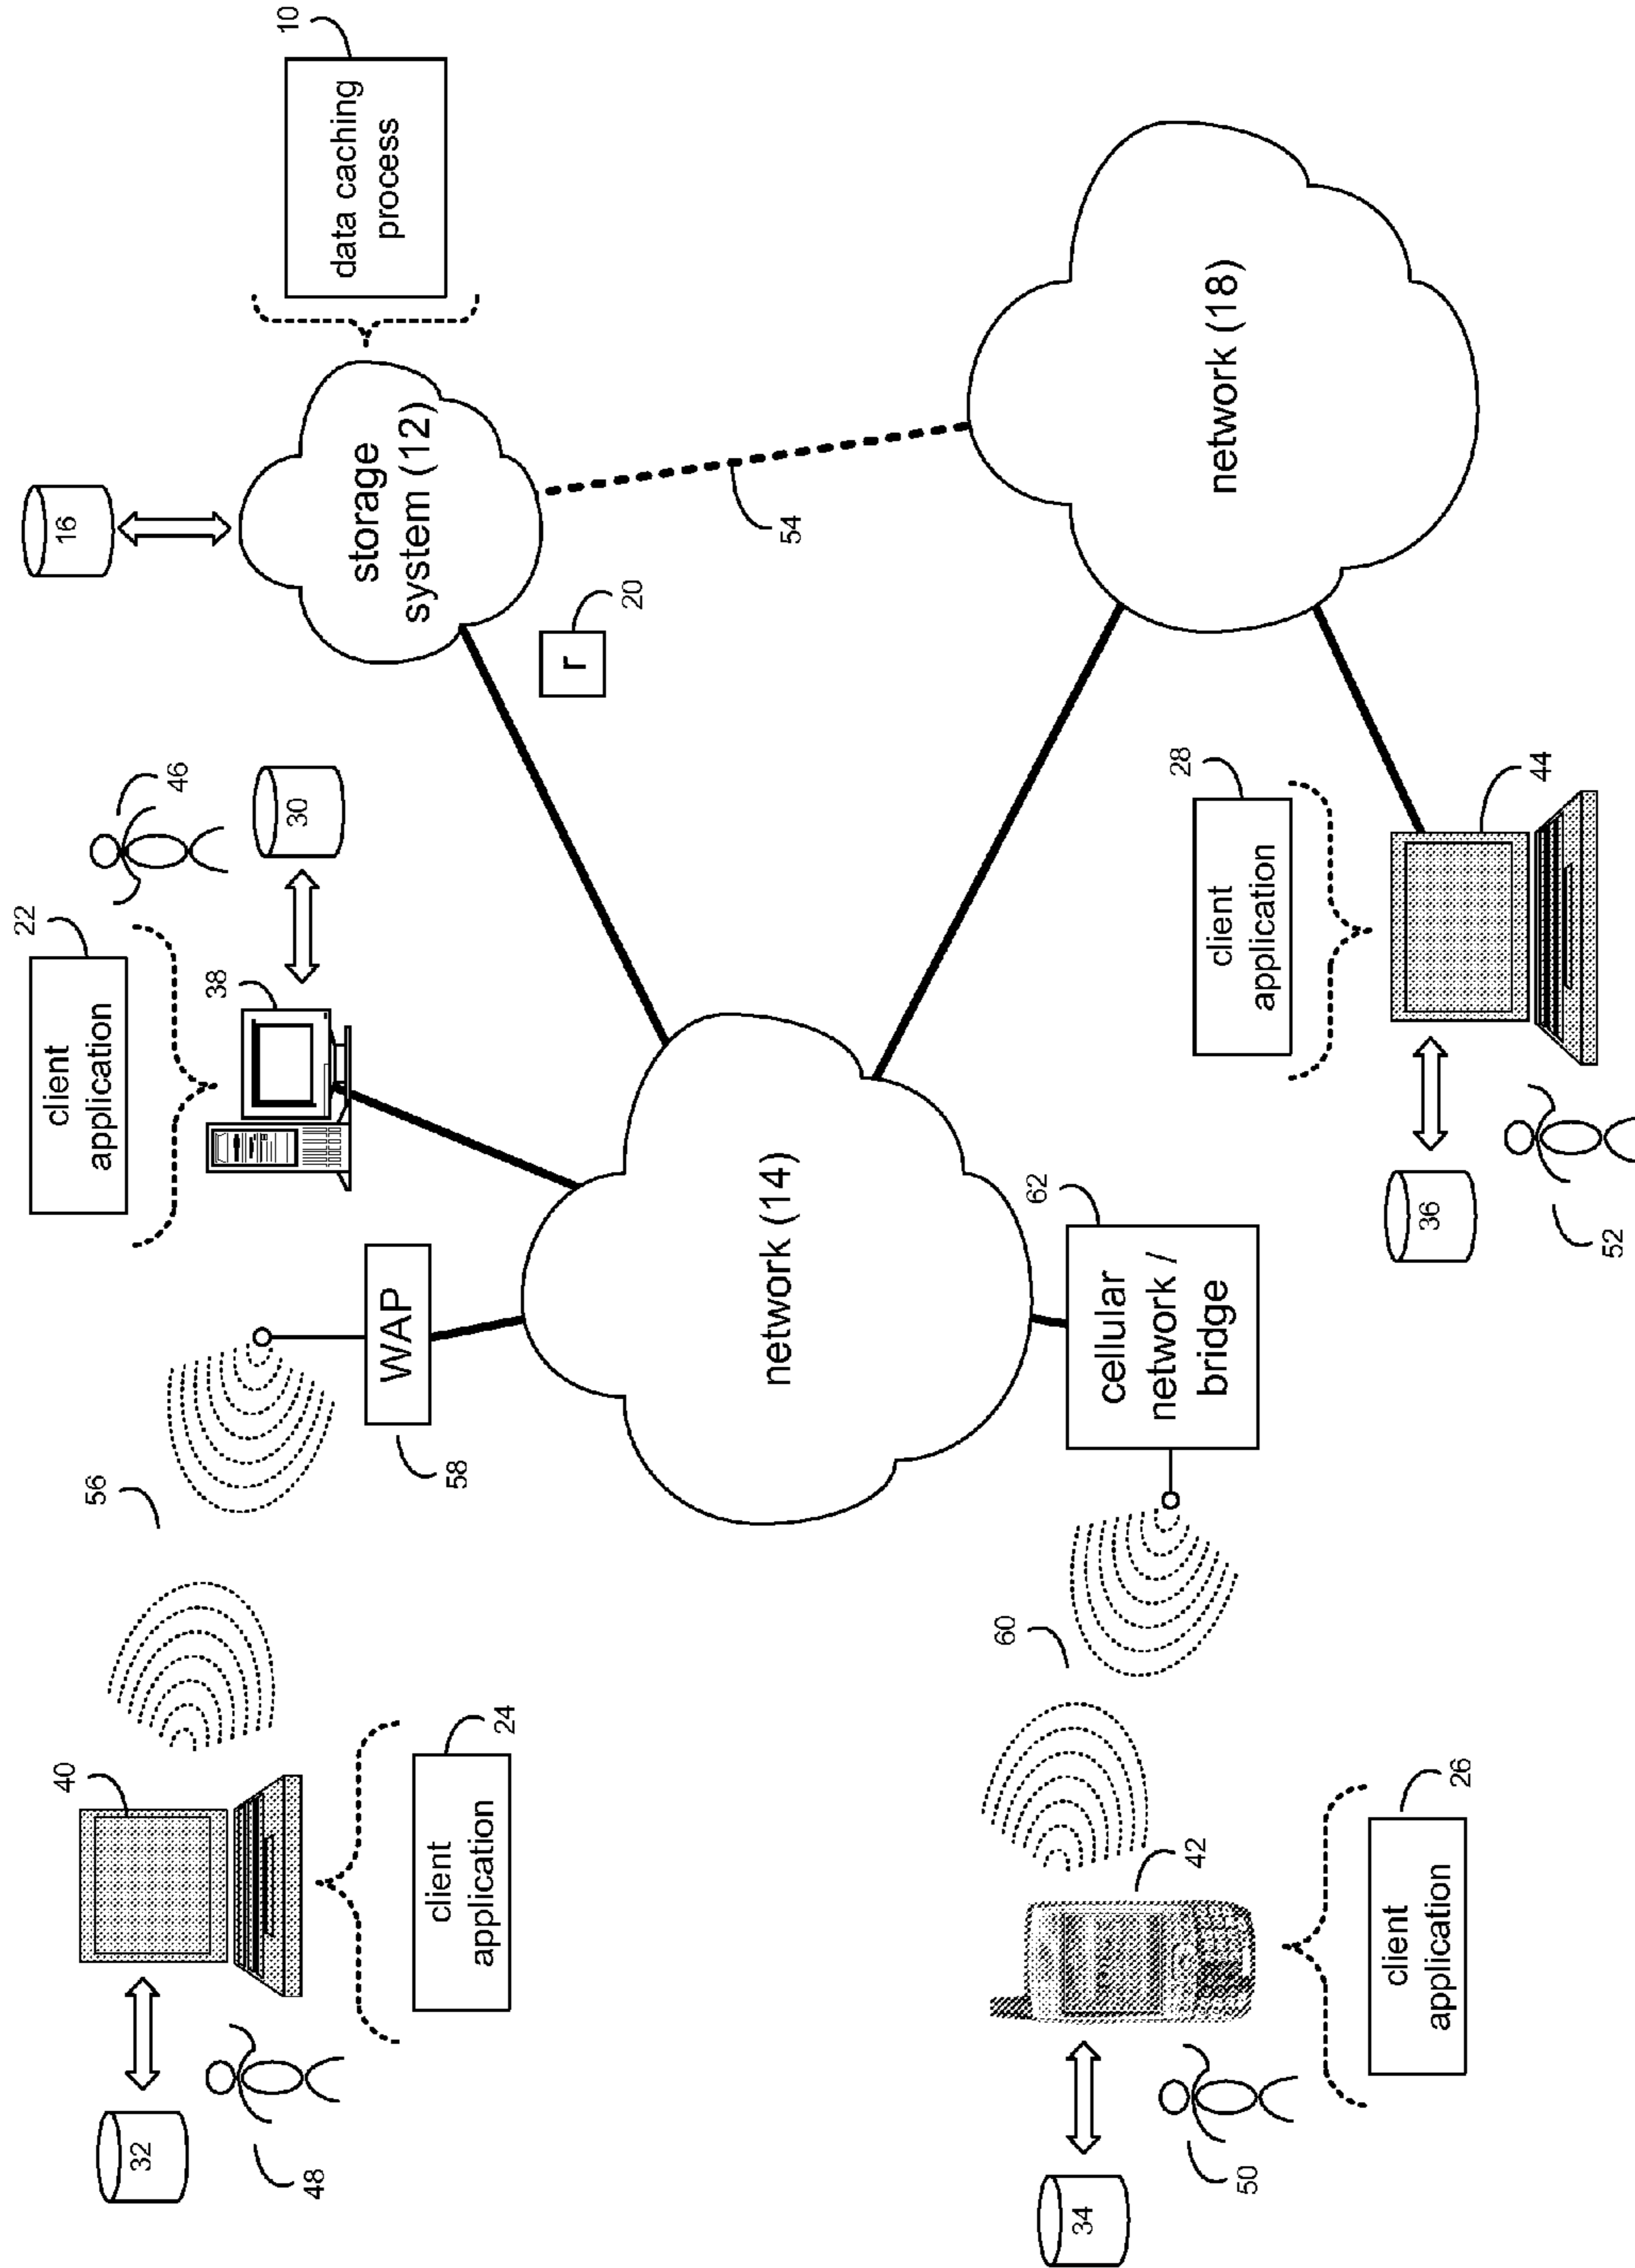 32
48
40
56
client
application
24
WAP
58
client
application
22
38
46
30
16
storage
system (12)
data caching
process
10
r
20
54
network (14)
network (18)
34
50
42
60
client
application
26
cellular
network /
bridge
62
client
application
28
44
36
52